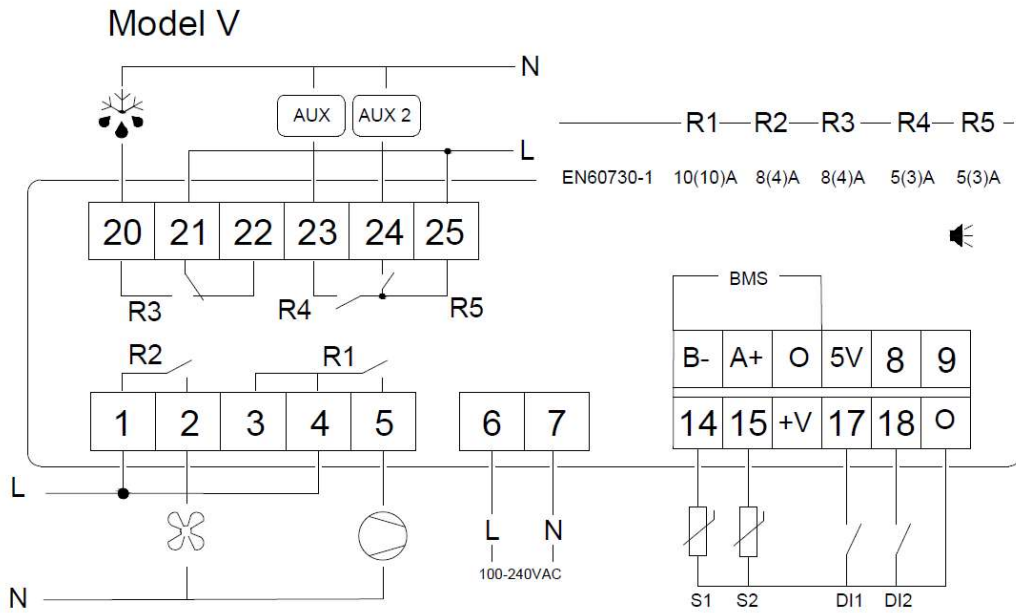 Model V
N
AUX AUX 2
L
R1 R2 R3 R4 R5
EN60730-1 10(10)A 8(4)A 8(4)A 5(3)A 5(3)A
20 21 22 23 24 25
R3 R4 R5
BMS
R2 R1
B- A+ O 5V 8 9
1 2 3 4 5 6 7
14 15 +V 17 18 O
L
L N
100-240VAC
N
S1 S2 DI1 DI2